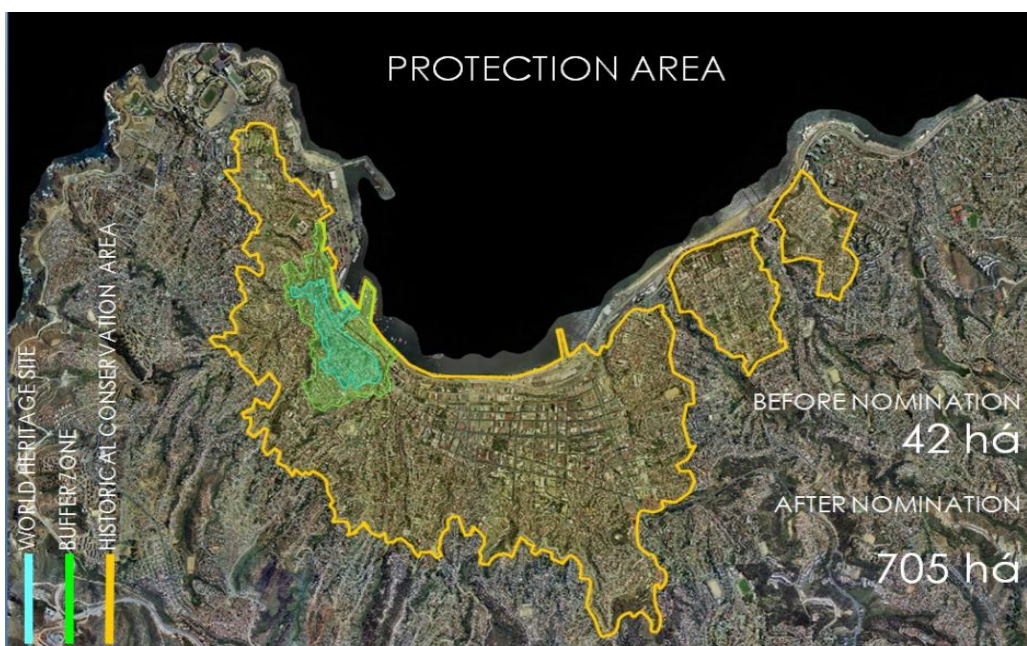 PROTECTION AREA
WORLD HERITAGE SITE
BUFFER ZONE
HISTORICAL CONSERVATION AREA
BEFORE NOMINATION
42 há
AFTER NOMINATION
705 há